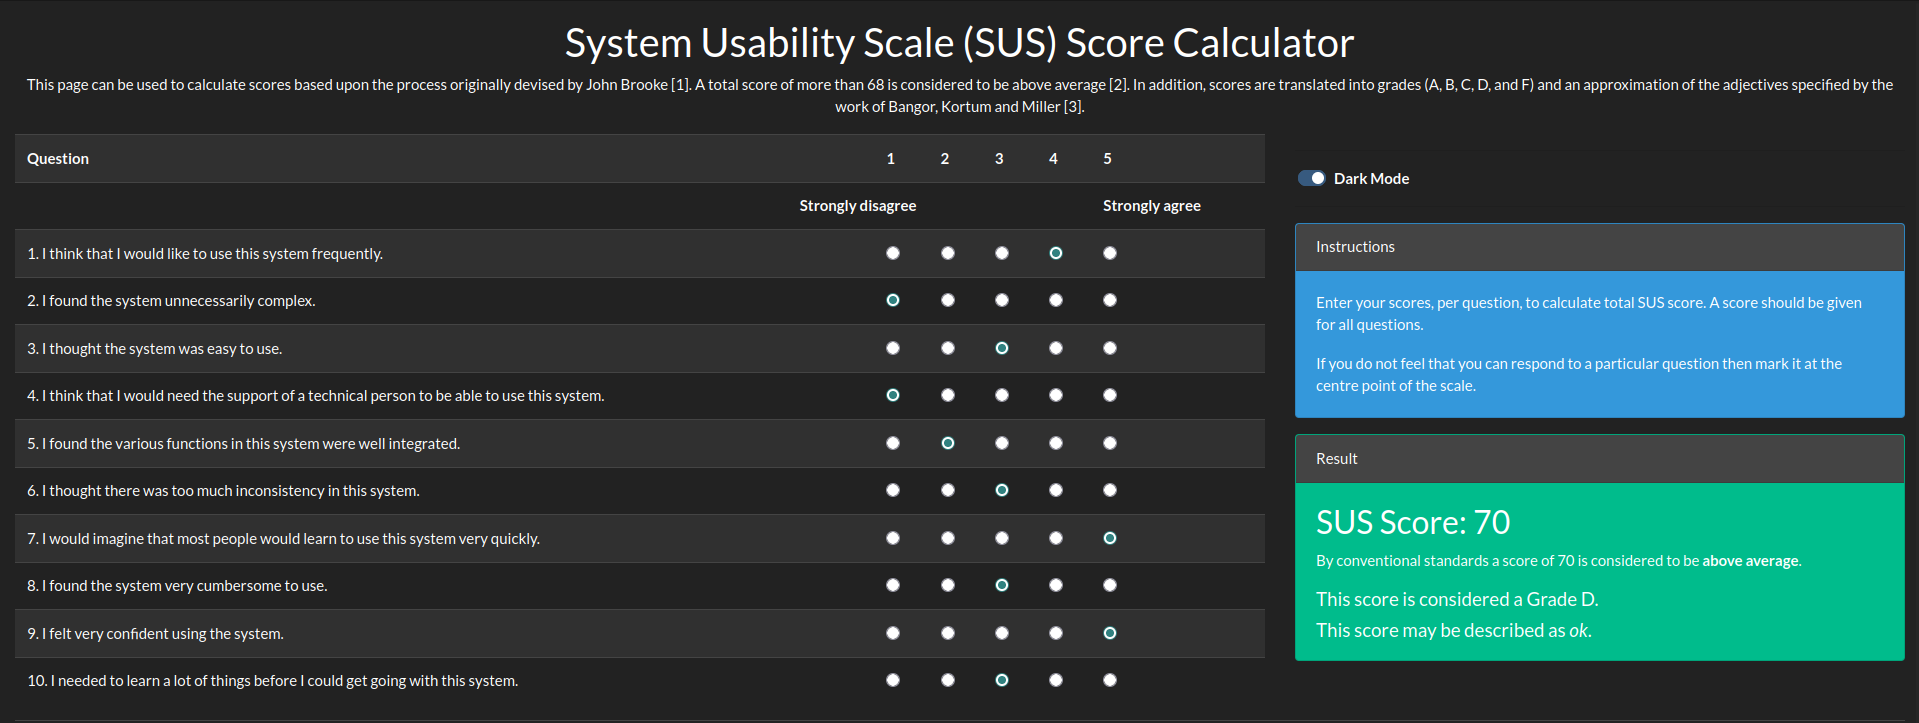 System Usability Scale (SUS) Score Calculator
This page can be used to calculate scores based upon the process originally devised by John Brooke [1]. A total score of more than 68 is considered to be above average [2]. In addition, scores are translated into grades (A, B, C, D, and F) and an approximation of the adjectives specified by the
work of Bangor, Kortum and Miller [3].
Question 1 2 3 4 5
Strongly disagree Strongly agree
1. I think that I would like to use this system frequently.
2. I found the system unnecessarily complex.
3. I thought the system was easy to use.
4. I think that I would need the support of a technical person to be able to use this system.
5. I found the various functions in this system were well integrated.
6. I thought there was too much inconsistency in this system.
7. I would imagine that most people would learn to use this system very quickly.
8. I found the system very cumbersome to use.
9. I felt very confident using the system.
10. I needed to learn a lot of things before I could get going with this system.
Dark Mode
Instructions
Enter your scores, per question, to calculate total SUS score. A score should be given
for all questions.
If you do not feel that you can respond to a particular question then mark it at the
centre point of the scale.
Result
SUS Score: 70
By conventional standards a score of 70 is considered to be above average.
This score is considered a Grade D.
This score may be described as ok.